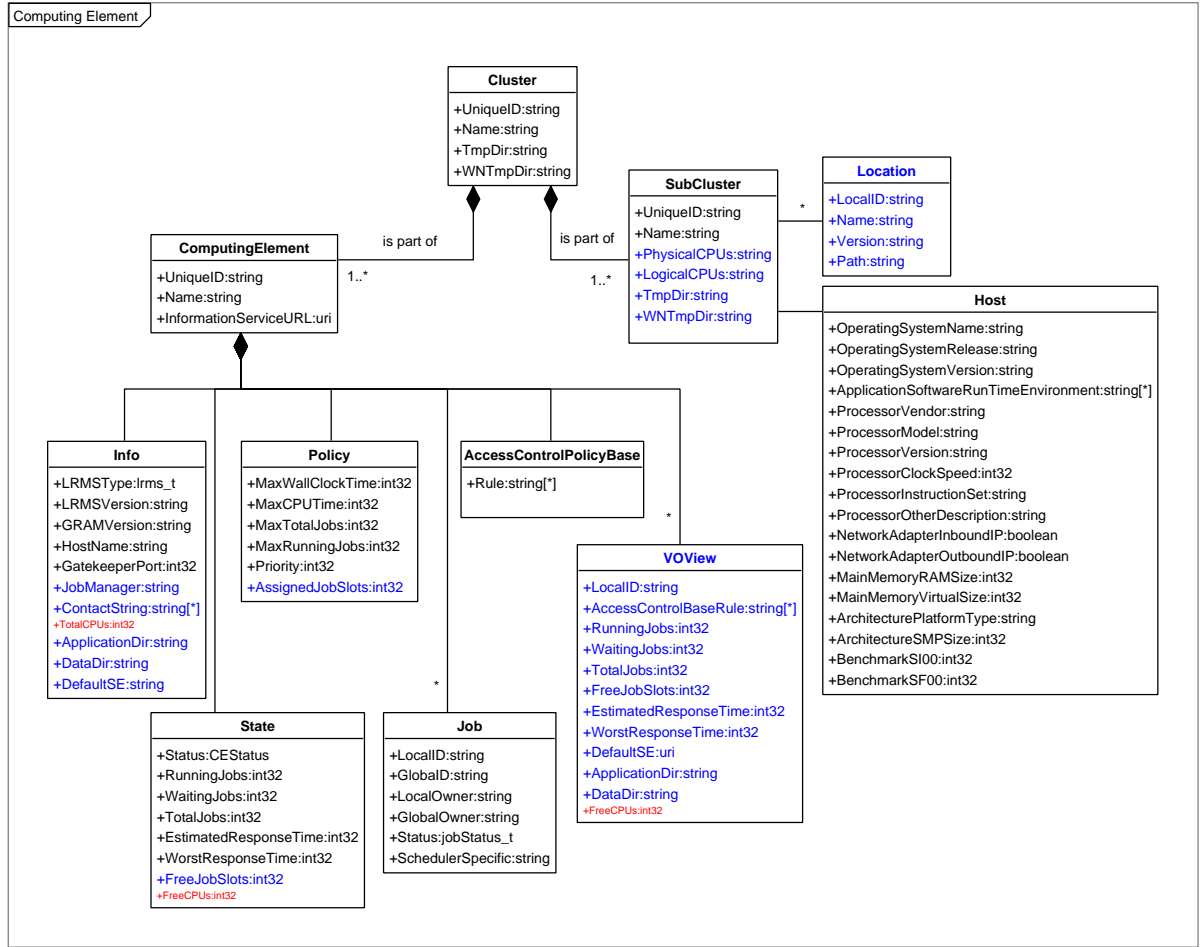 Computing Element
Cluster
+UniqueID:string
+Name:string
+TmpDir:string
+WNTmpDir:string
is part of
1..*
is part of
1..*
SubCluster
+UniqueID:string
+Name:string
+PhysicalCPUs:string
+LogicalCPUs:string
+TmpDir:string
+WNTmpDir:string
*
Location
+LocalID:string
+Name:string
+Version:string
+Path:string
ComputingElement
+UniqueID:string
+Name:string
+InformationServiceURL:uri
Host
+OperatingSystemName:string
+OperatingSystemRelease:string
+OperatingSystemVersion:string
+ApplicationSoftwareRunTimeEnvironment:string[*]
+ProcessorVendor:string
+ProcessorModel:string
+ProcessorVersion:string
+ProcessorClockSpeed:int32
+ProcessorInstructionSet:string
+ProcessorOtherDescription:string
+NetworkAdapterInboundIP:boolean
+NetworkAdapterOutboundIP:boolean
+MainMemoryRAMSize:int32
+MainMemoryVirtualSize:int32
+ArchitecturePlatformType:string
+ArchitectureSMPSize:int32
+BenchmarkSI00:int32
+BenchmarkSF00:int32
Info
+LRMSType:lrms_t
+LRMSVersion:string
+GRAMVersion:string
+HostName:string
+GatekeeperPort:int32
+JobManager:string
+ContactString:string[*]
+TotalCPUs:int32
+ApplicationDir:string
+DataDir:string
+DefaultSE:string
Policy
+MaxWallClockTime:int32
+MaxCPUTime:int32
+MaxTotalJobs:int32
+MaxRunningJobs:int32
+Priority:int32
+AssignedJobSlots:int32
AccessControlPolicyBase
+Rule:string[*]
*
VOView
+LocalID:string
+AccessControlBaseRule:string[*]
+RunningJobs:int32
+WaitingJobs:int32
+TotalJobs:int32
+FreeJobSlots:int32
+EstimatedResponseTime:int32
+WorstResponseTime:int32
+DefaultSE:uri
+ApplicationDir:string
+DataDir:string
+FreeCPUs:int32
State
+Status:CEStatus
+RunningJobs:int32
+WaitingJobs:int32
+TotalJobs:int32
+EstimatedResponseTime:int32
+WorstResponseTime:int32
+FreeJobSlots:int32
+FreeCPUs:int32
*
Job
+LocalID:string
+GlobalID:string
+LocalOwner:string
+GlobalOwner:string
+Status:jobStatus_t
+SchedulerSpecific:string